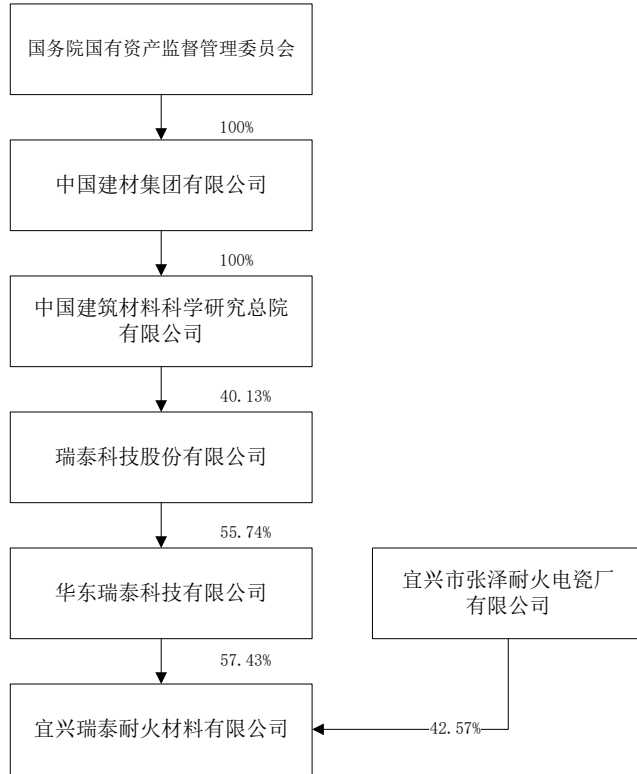 国务院国有资产监督管理委员会
100%
中国建材集团有限公司
100%
中国建筑材料科学研究总院
有限公司
40.13%
瑞泰科技股份有限公司
55.74%
华东瑞泰科技有限公司
宜兴市张泽耐火电瓷厂
有限公司
57.43%
宜兴瑞泰耐火材料有限公司
42.57%